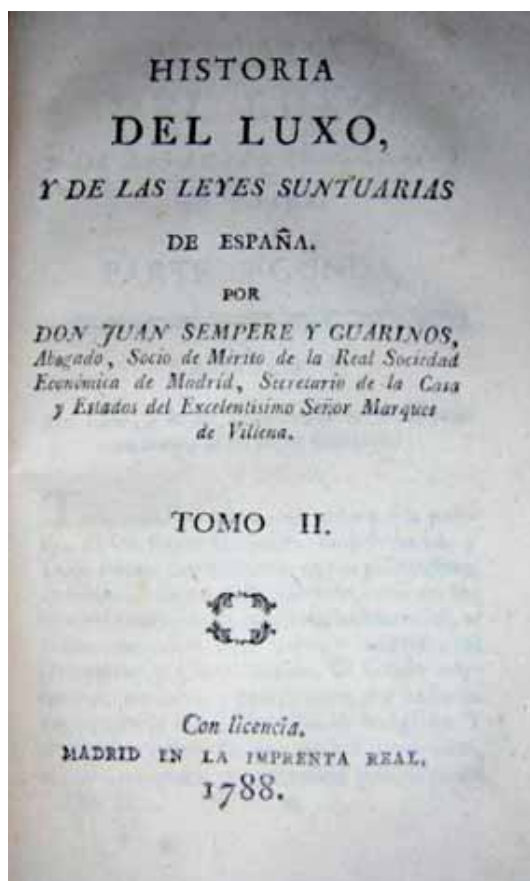 HISTORIA
DEL LUXO,
Y DE LAS LEYES SUNTUARIAS
DE ESPAÑA.
POR
DON JUAN SEMPERE Y GUARINOS,
Abogado, Socio de Mérito de la Real Sociedad
Económica de Madrid, Secretario de la Casa
y Estados del Excelentisimo Señor Marques
de Villena.
TOMO II.
Con licencia.
MADRID EN LA IMPRENTA REAL.
1788.